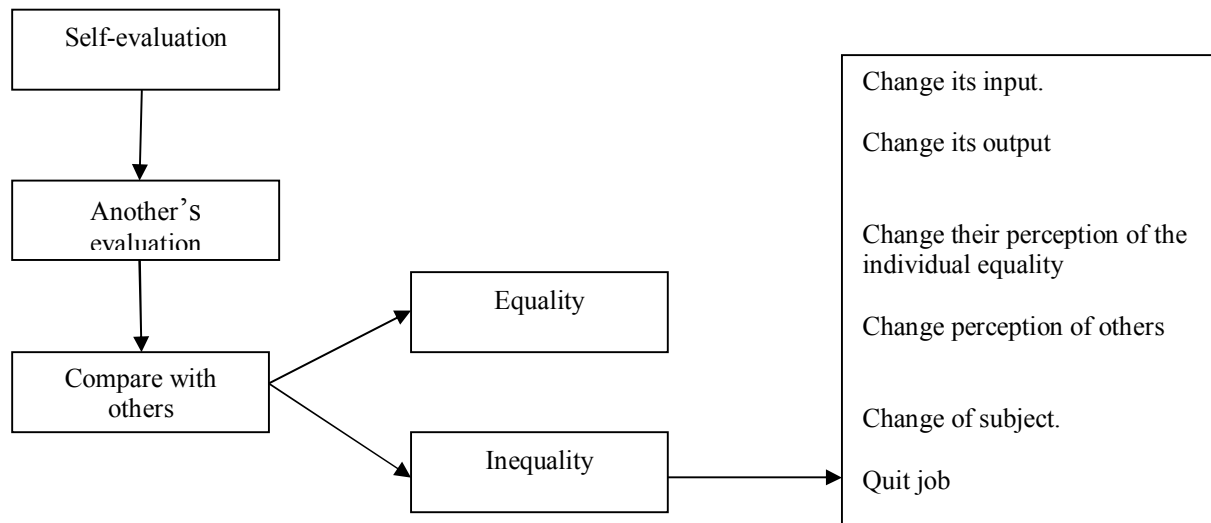 Self-evaluation
Another's
evaluation
Compare with
others
Equality
Inequality
Change its input.
Change its output
Change their perception of the
individual equality
Change perception of others
Change of subject.
Quit job